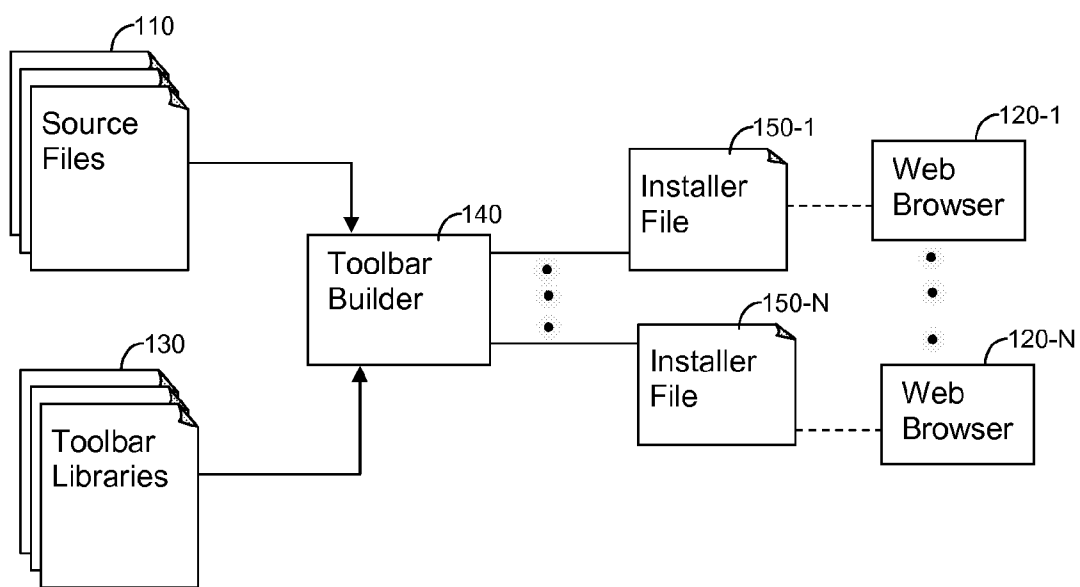 110
Source
Files
150-1
Installer
File
120-1
Web
Browser
140
Toolbar
Builder
150-N
Installer
File
120-N
Web
Browser
130
Toolbar
Libraries